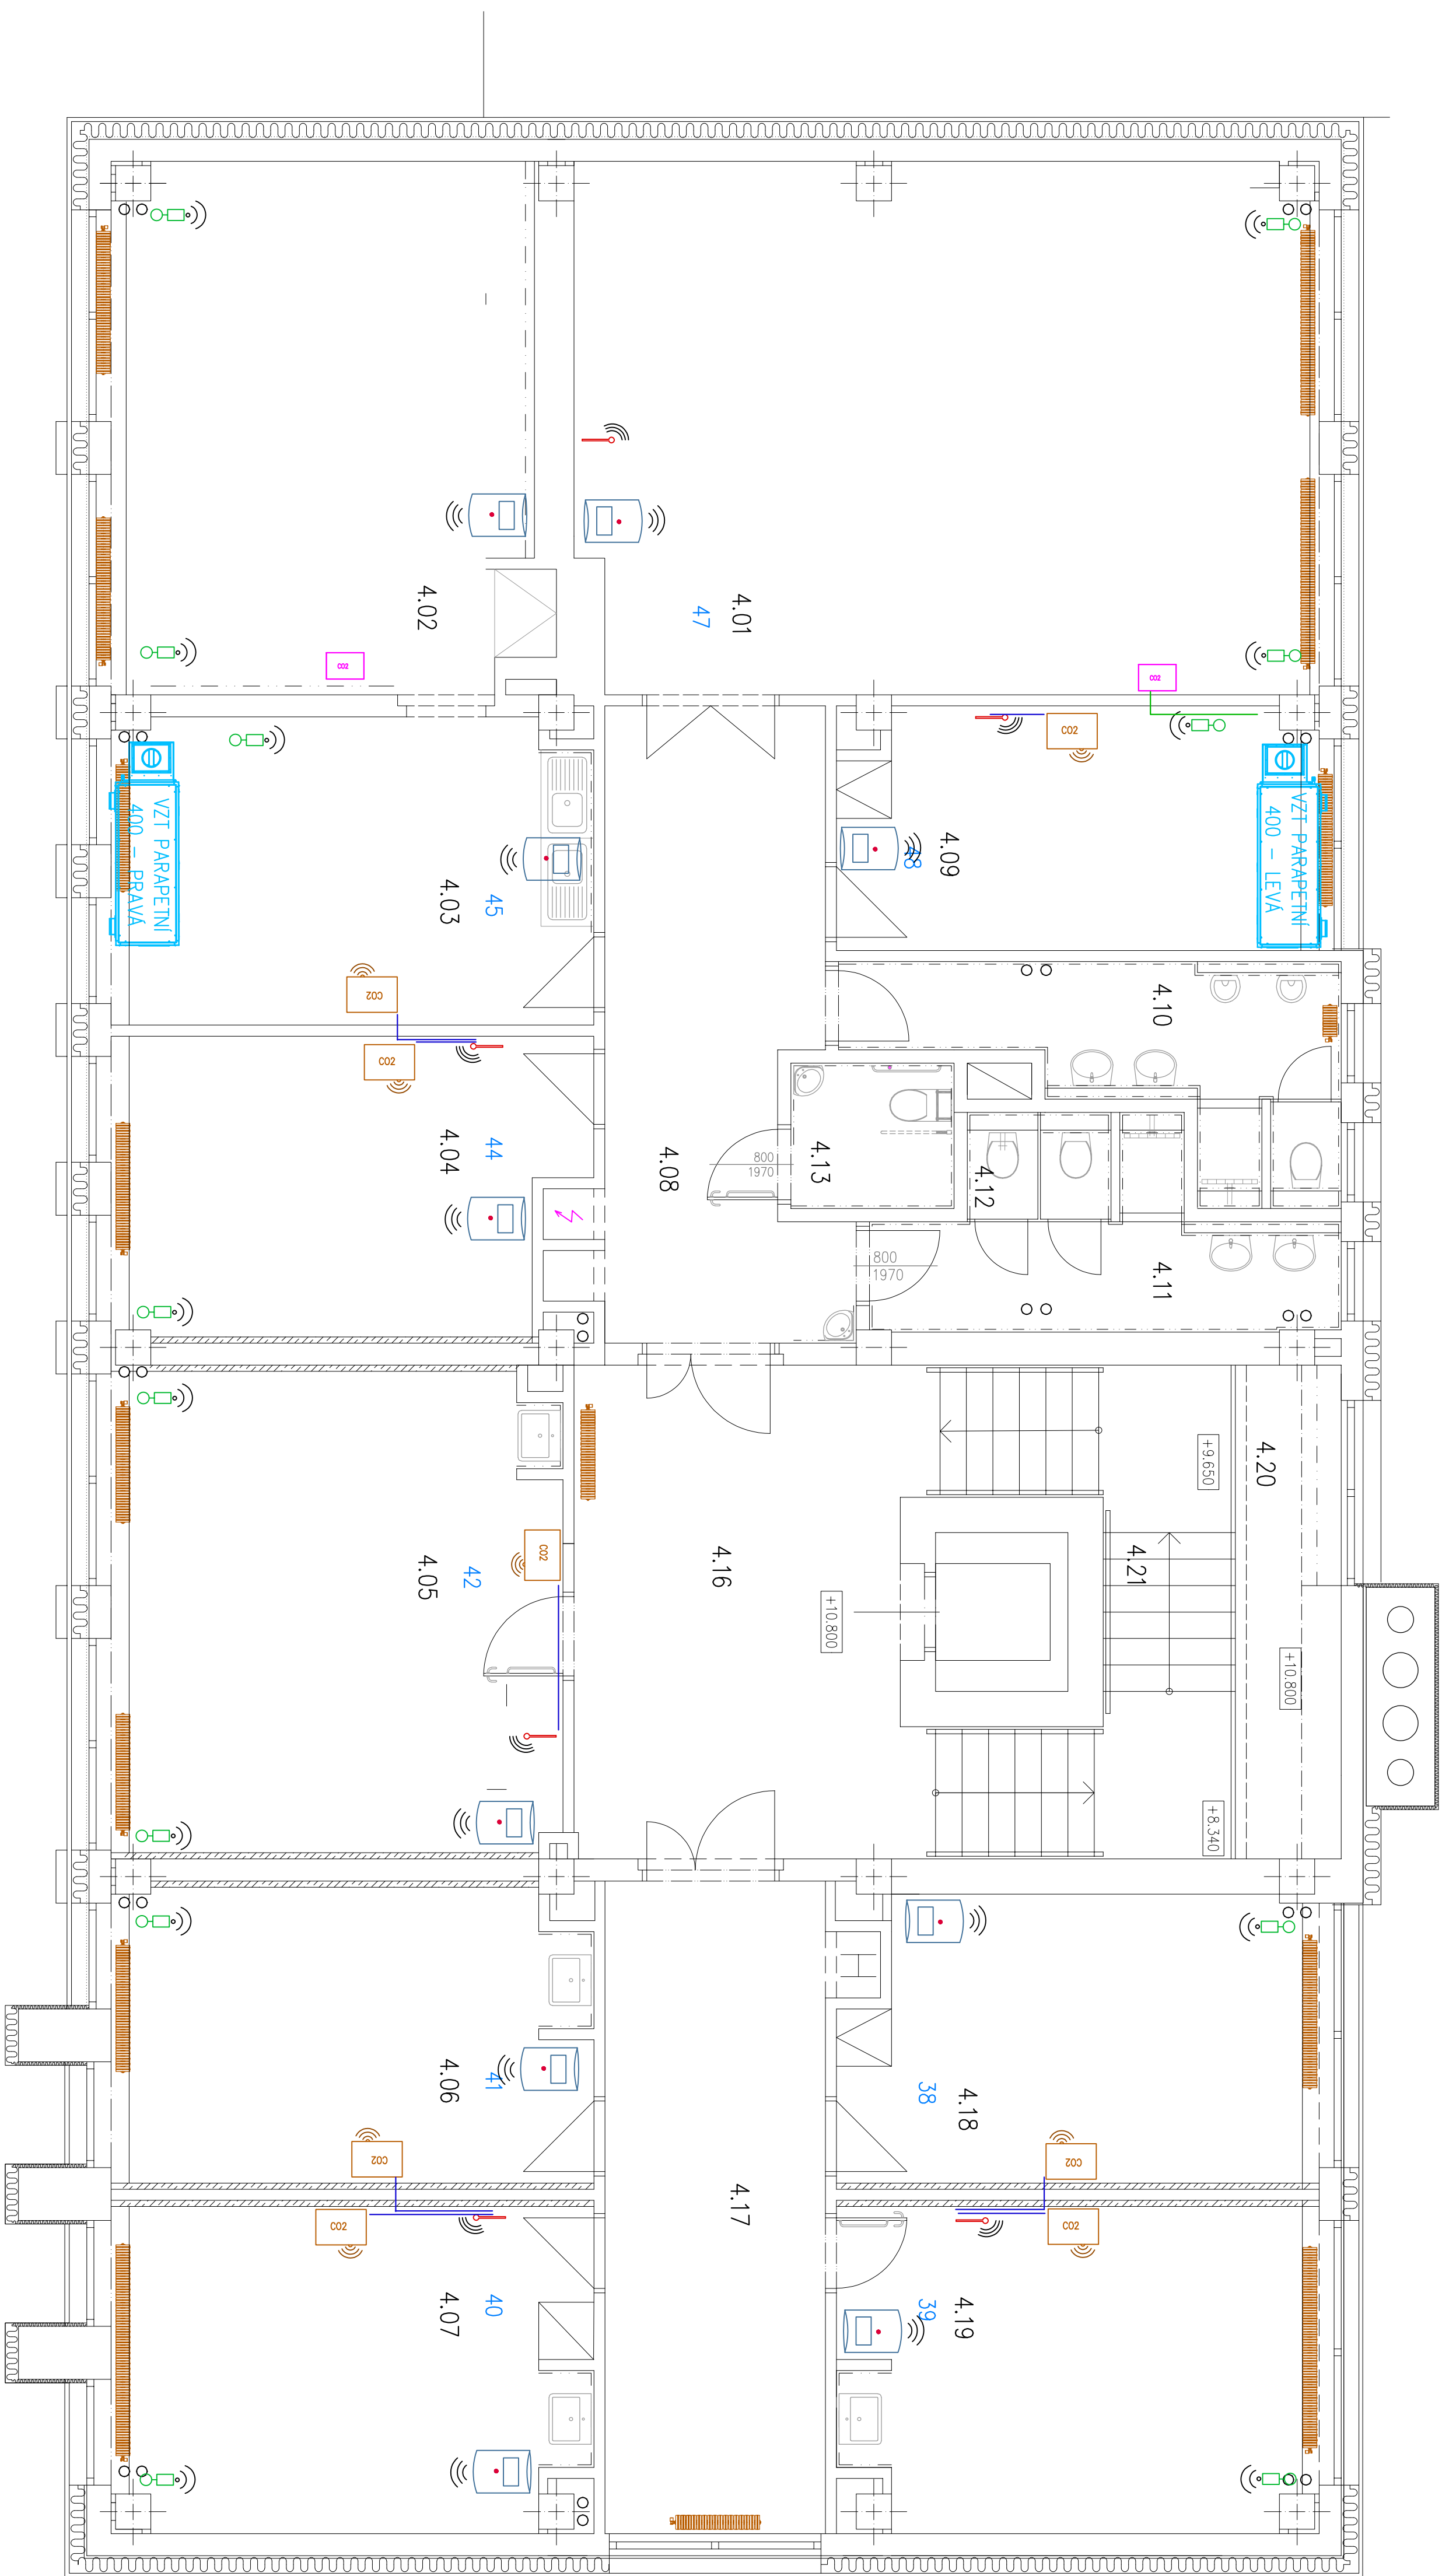 4.01
47
4.02
CO2
CO2
CO2
VZT PARAPETNÍ
400 – LEVÁ
4.09
48
VZT PARAPETNÍ
400 – PRAVÁ
45
4.03
CO2
CO2
4.10
44
4.04
4.08
800
1970
4.13
4.12
800
1970
4.11
4.20
+9.650
4.21
4.16
CO2
42
4.05
+10.800
+10.800
+8.340
4.18
38
41
4.06
CO2
CO2
4.17
CO2
CO2
4.19
39
40
4.07